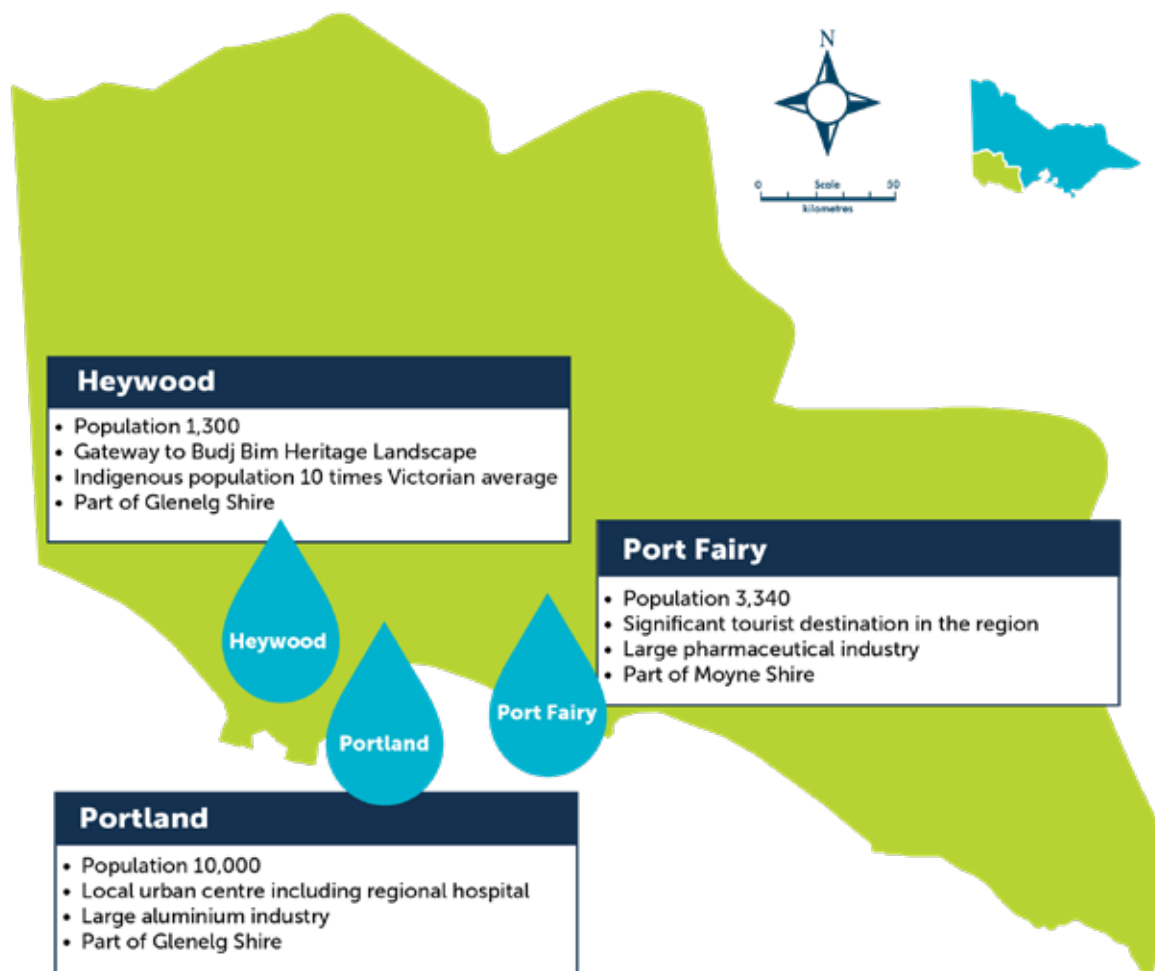 N
0 Scale 50
kilometres
Heywood
• Population 1,300
• Gateway to Budj Bim Heritage Landscape
• Indigenous population 10 times Victorian average
• Part of Glenelg Shire
Port Fairy
• Population 3,340
• Significant tourist destination in the region
• Large pharmaceutical industry
• Part of Moyne Shire
Heywood
Port Fairy
Portland
Portland
• Population 10,000
• Local urban centre including regional hospital
• Large aluminium industry
• Part of Glenelg Shire